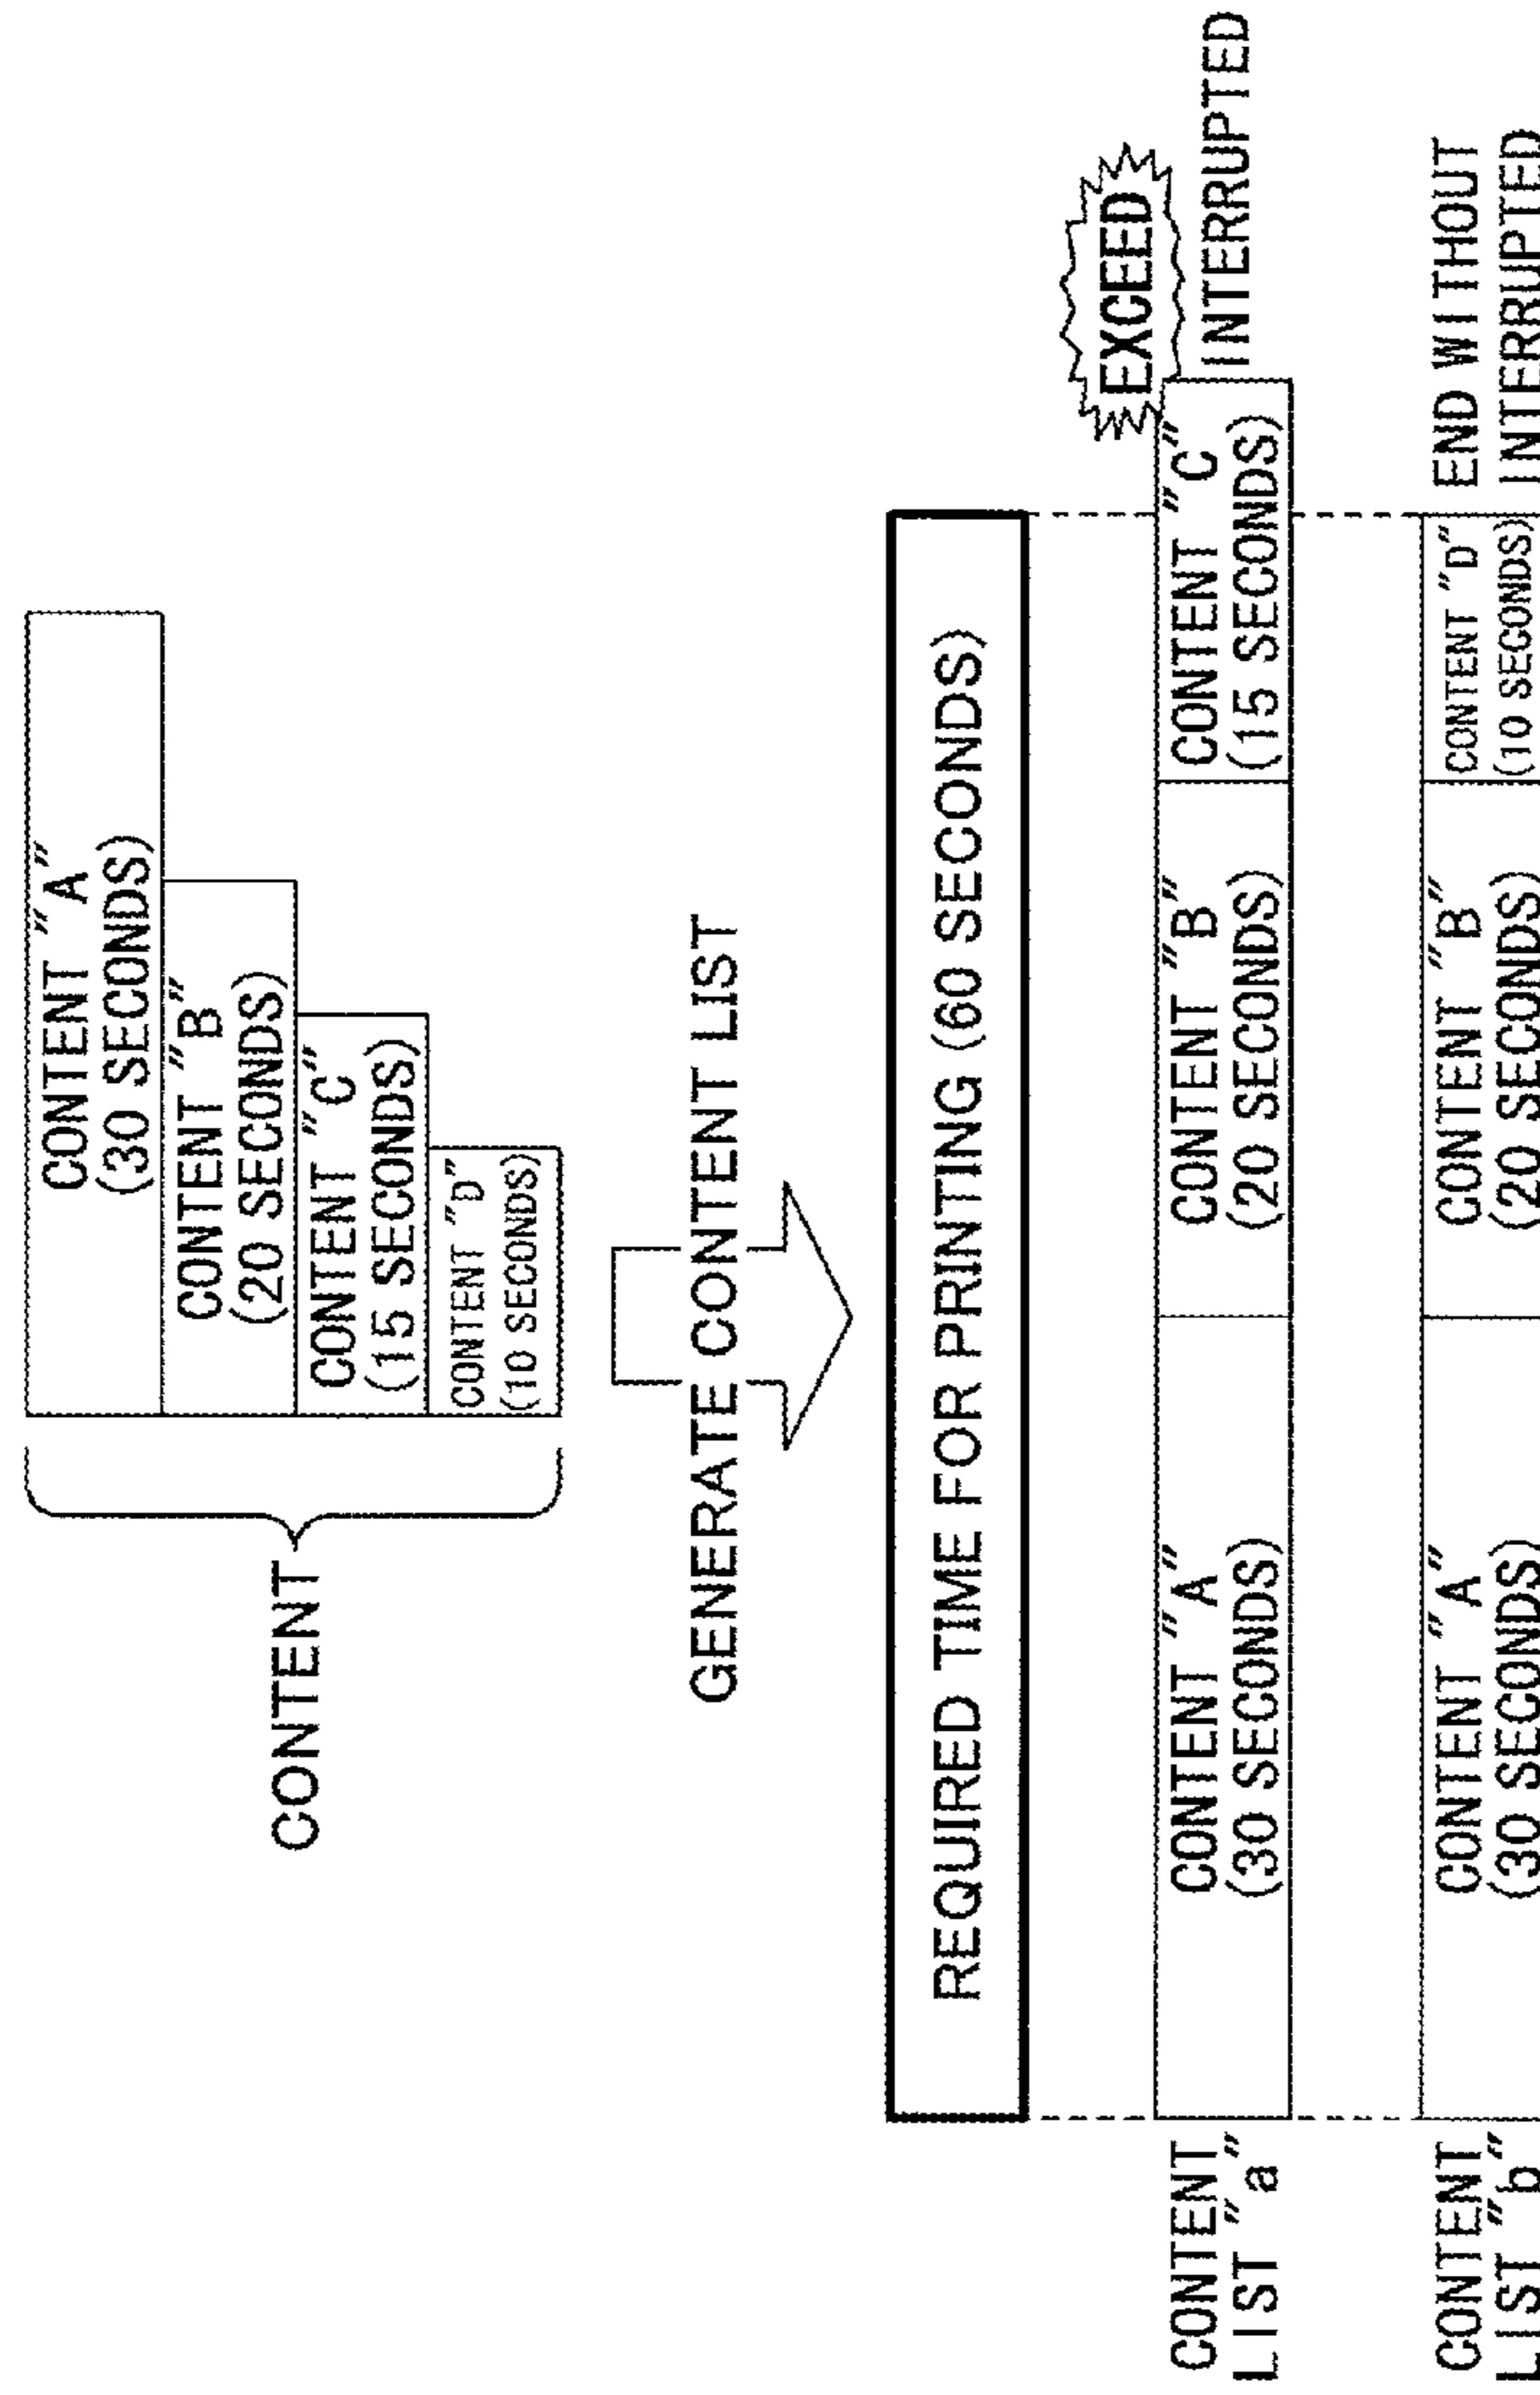 CONTENT
CONTENT "A"
(30 SECONDS)
CONTENT "B"
(20 SECONDS)
CONTENT "C"
(15 SECONDS)
CONTENT "D"
(10 SECONDS)
GENERATE CONTENT LIST
REQUIRED TIME FOR PRINTING (60 SECONDS)
EXCEED
CONTENT
LIST "a"
CONTENT "A"
(30 SECONDS)
CONTENT "B"
(20 SECONDS)
CONTENT "C"
(15 SECONDS)
INTERRUPTED
CONTENT
LIST "b"
CONTENT "A"
(30 SECONDS)
CONTENT "B"
(20 SECONDS)
CONTENT "D"
(10 SECONDS)
END WITHOUT
INTERRUPTED